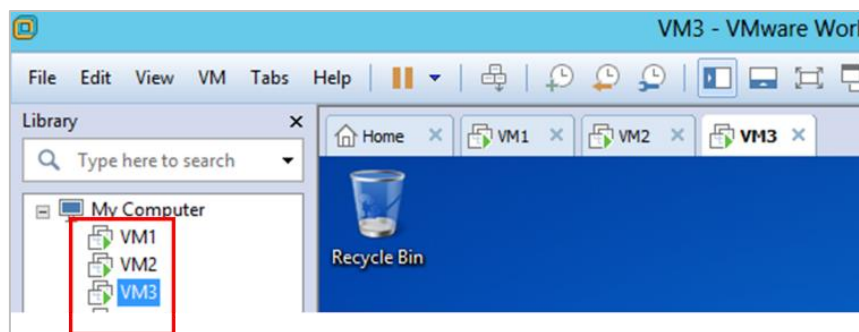 VM3 - VMware Wor
File Edit View VM Tabs Help
Library
Home VM1 VM2 VM3
Type here to search
My Computer
VM1
VM2
VM3
Recycle Bin